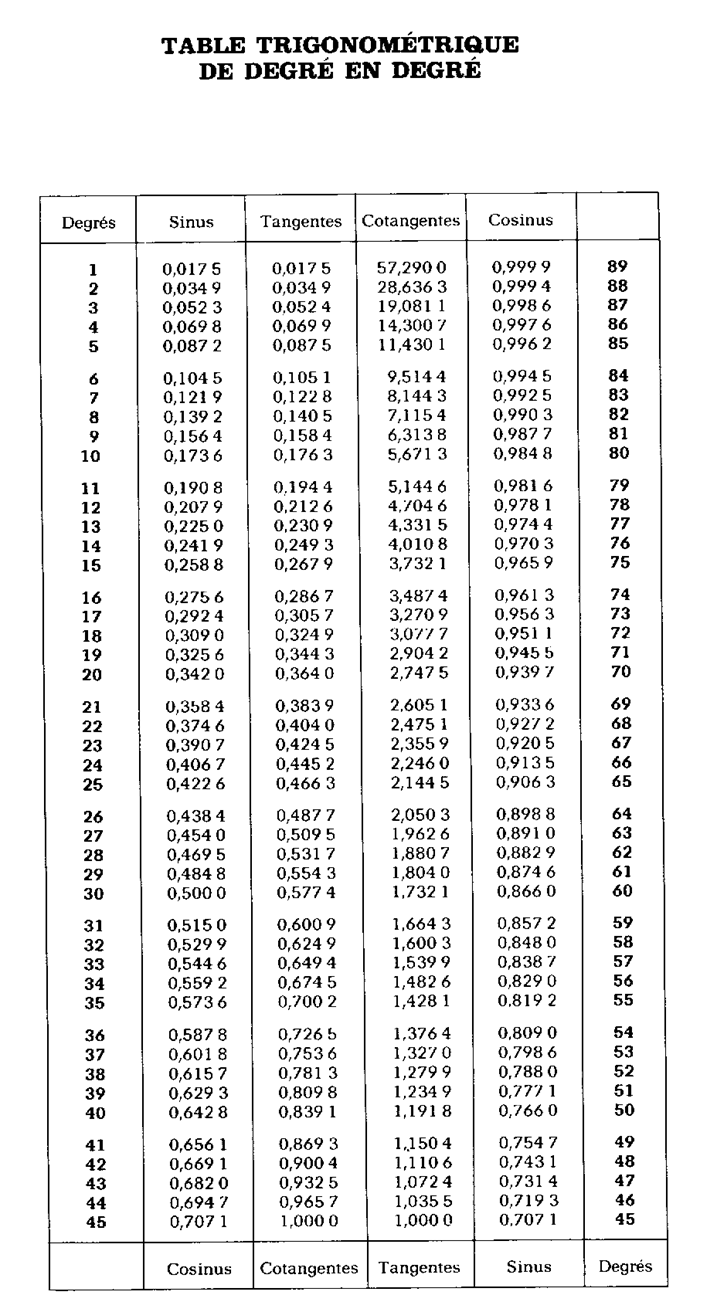 TABLE TRIGONOMÉTRIQUE
DE DEGRÉ EN DEGRÉ
Degrés Sinus Tangentes Cotangentes Cosinus
1 0,017 5 0,017 5 57,290 0 0,999 9 89
2 0,034 9 0,034 9 28,636 3 0,999 4 88
3 0,052 3 0,052 4 19,081 1 0,998 6 87
4 0,069 8 0,069 9 14,300 7 0,997 6 86
5 0,087 2 0,087 5 11,430 1 0,996 2 85
6 0,104 5 0,105 1 9,514 4 0,994 5 84
7 0,121 9 0,122 8 8,144 3 0,992 5 83
8 0,139 2 0,140 5 7,115 4 0,990 3 82
9 0,156 4 0,158 4 6,313 8 0,987 7 81
10 0,173 6 0,176 3 5,671 3 0,984 8 80
11 0,190 8 0,194 4 5,144 6 0,981 6 79
12 0,207 9 0,212 6 4,704 6 0,978 1 78
13 0,225 0 0,230 9 4,331 5 0,974 4 77
14 0,241 9 0,249 3 4,010 8 0,970 3 76
15 0,258 8 0,267 9 3,732 1 0,965 9 75
16 0,275 6 0,286 7 3,487 4 0,961 3 74
17 0,292 4 0,305 7 3,270 9 0,956 3 73
18 0,309 0 0,324 9 3,077 7 0,951 1 72
19 0,325 6 0,344 3 2,904 2 0,945 5 71
20 0,342 0 0,364 0 2,747 5 0,939 7 70
21 0,358 4 0,383 9 2,605 1 0,933 6 69
22 0,374 6 0,404 0 2,475 1 0,927 2 68
23 0,390 7 0,424 5 2,355 9 0,920 5 67
24 0,406 7 0,445 2 2,246 0 0,913 5 66
25 0,422 6 0,466 3 2,144 5 0,906 3 65
26 0,438 4 0,487 7 2,050 3 0,898 8 64
27 0,454 0 0,509 5 1,962 6 0,891 0 63
28 0,469 5 0,531 7 1,880 7 0,882 9 62
29 0,484 8 0,554 3 1,804 0 0,874 6 61
30 0,500 0 0,577 4 1,732 1 0,866 0 60
31 0,515 0 0,600 9 1,664 3 0,857 2 59
32 0,529 9 0,624 9 1,600 3 0,848 0 58
33 0,544 6 0,649 4 1,539 9 0,838 7 57
34 0,559 2 0,674 5 1,482 6 0,829 0 56
35 0,573 6 0,700 2 1,428 1 0,819 2 55
36 0,587 8 0,726 5 1,376 4 0,809 0 54
37 0,601 8 0,753 6 1,327 0 0,798 6 53
38 0,615 7 0,781 3 1,279 9 0,788 0 52
39 0,629 3 0,809 8 1,234 9 0,777 1 51
40 0,642 8 0,839 1 1,191 8 0,766 0 50
41 0,656 1 0,869 3 1,150 4 0,754 7 49
42 0,669 1 0,900 4 1,110 6 0,743 1 48
43 0,682 0 0,932 5 1,072 4 0,731 4 47
44 0,694 7 0,965 7 1,035 5 0,719 3 46
45 0,707 1 1,000 0 1,000 0 0,707 1 45
Cosinus Cotangentes Tangentes Sinus Degrés